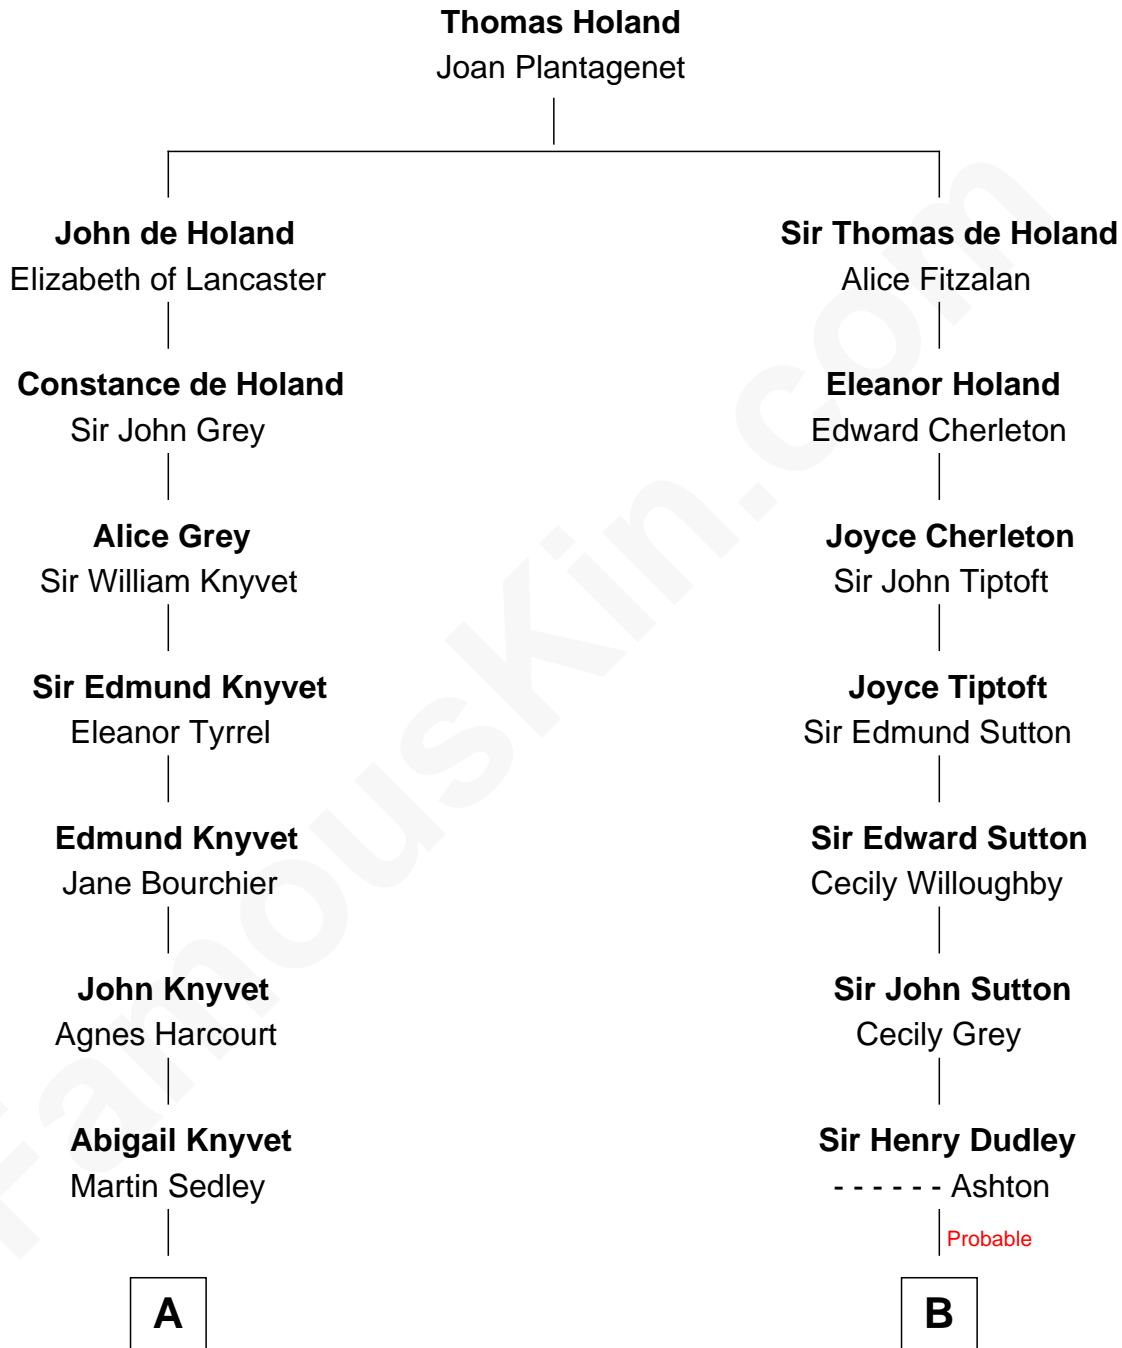 Thomas Holand
Joan Plantagenet
John de Holand
Elizabeth of Lancaster
Constance de Holand
Sir John Grey
Alice Grey
Sir William Knyvet
Sir Edmund Knyvet
Eleanor Tyrrel
Edmund Knyvet
Jane Bourchier
John Knyvet
Agnes Harcourt
Abigail Knyvet
Martin Sedley
A
Sir Thomas de Holand
Alice Fitzalan
Eleanor Holand
Edward Cherleton
Joyce Cherleton
Sir John Tiptoft
Joyce Tiptoft
Sir Edmund Sutton
Sir Edward Sutton
Cecily Willoughby
Sir John Sutton
Cecily Grey
Sir Henry Dudley
- - - - - - Ashton
Probable
B
FamousKin.com